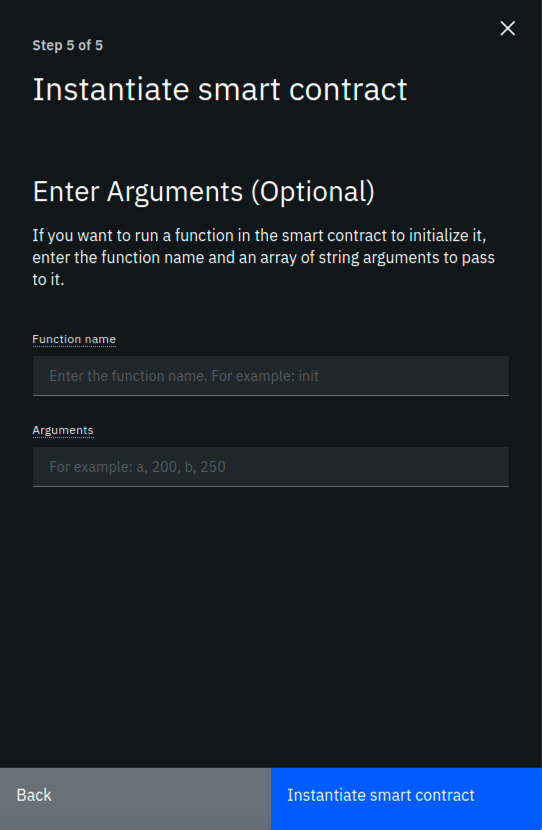 Step 5 of 5
Instantiate smart contract
Enter Arguments (Optional)
If you want to run a function in the smart contract to initialize it,
enter the function name and an array of string arguments to pass
to it.
Function name
Enter the function name. For example: init
Arguments
For example: a, 200, b, 250
Back
Instantiate smart contract